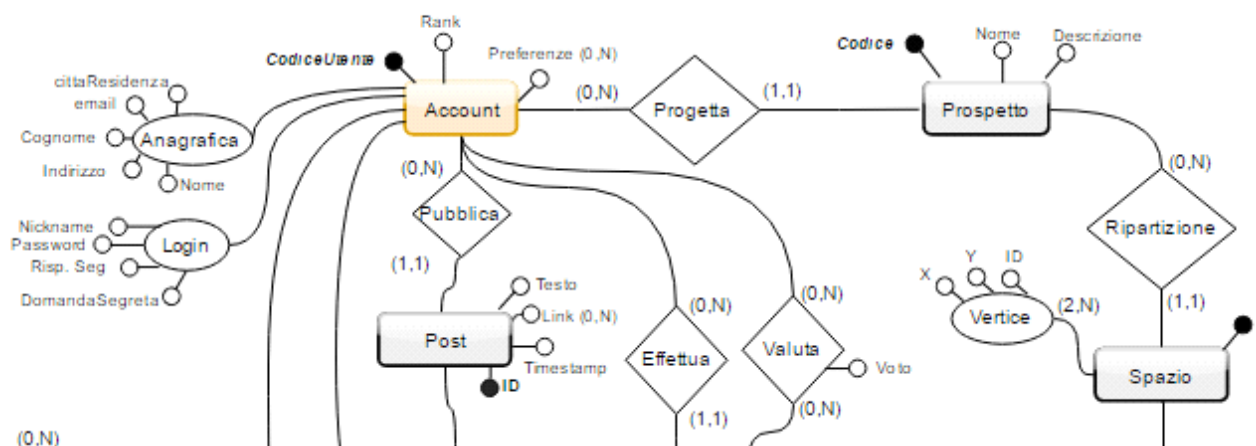 Rank
CodiceUtente
Preferenze (0,N)
Codice
Nome
Descrizione
cittaResidenza
email
Cognome
Anagrafica
Indirizzo
Nome
Account
(0,N)
Progetta
(1,1)
Prospetto
(0,N)
Pubblica
(1,1)
(0,N)
Ripartizione
(1,1)
Nickname
Password
Login
Risp. Seg
DomandaSegreta
Testo
Link (0,N)
Post
Timestamp
ID
(0,N)
Effettua
(1,1)
(0,N)
Valuta
Voto
(0,N)
X
Y
ID
Vertice
(2,N)
Spazio
(0,N)